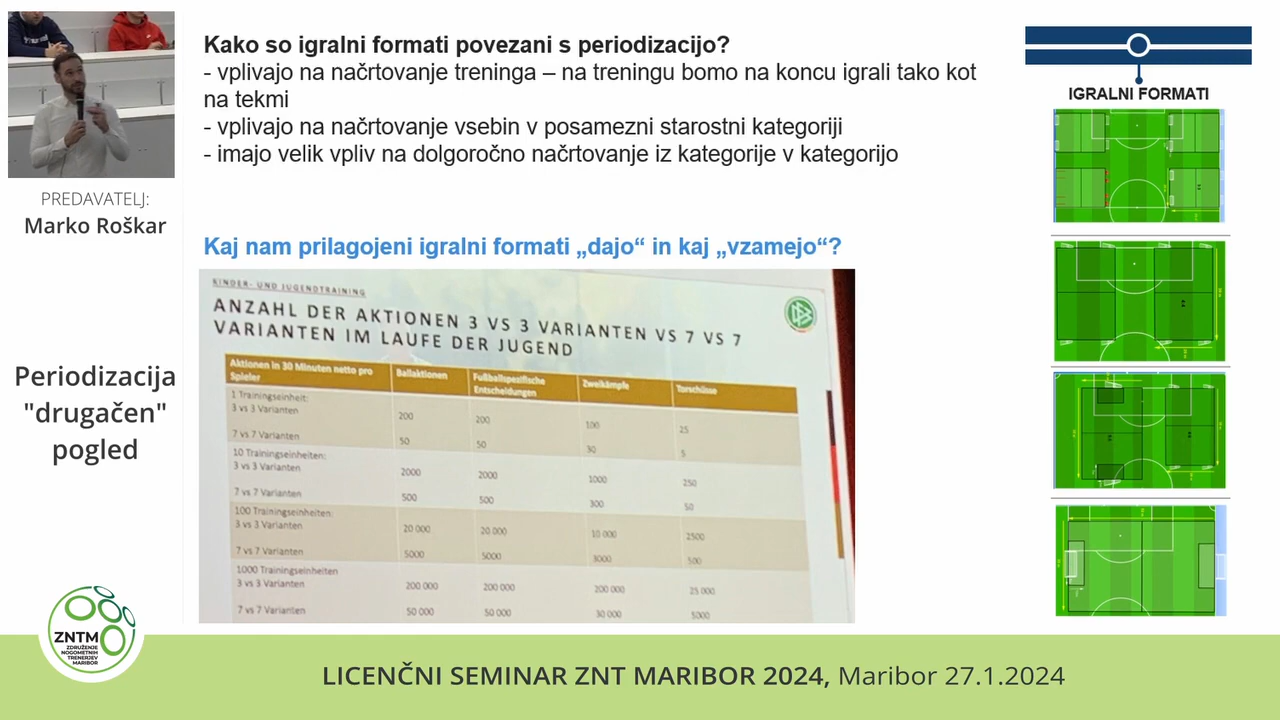 Kako so igralni formati povezani s periodizacijo?
- vplivajo na načrtovanje treninga – na treningu bomo na koncu igrali tako kot
na tekmi
- vplivajo na načrtovanje vsebin v posamezni starostni kategoriji
- imajo velik vpliv na dolgoročno načrtovanje iz kategorije v kategorijo
IGRALNI FORMATI
PREDAVATELJ:
Marko Roškar
Kaj nam prilagojeni igralni formati „dajo“ in kaj „vzamejo“?
KINDER- UND JUGENDTRAINING
ANZAHL DER AKTIONEN 3 VS 3 VARIANTEN VS 7 VS 7
VARIANTEN IM LAUFE DER JUGEND
Aktionen in 30 Minuten netto pro Spieler Ballaktionen Fußballspezifische Entscheidungen Zweikämpfe Torschüsse
1 Trainingseinheit:
3 vs 3 Varianten 200 200 100 25
7 vs 7 Varianten 50 50 30 5
10 Trainingseinheiten:
3 vs 3 Varianten 2000 2000 1000 250
7 vs 7 Varianten 500 500 300 50
100 Trainingseinheiten:
3 vs 3 Varianten 20 000 20 000 10 000 2500
7 vs 7 Varianten 5000 5000 3000 500
1000 Trainingseinheiten
3 vs 3 Varianten 200 000 200 000 200 000 25 000
7 vs 7 Varianten 50 000 50 000 30 000 5000
Periodizacija
"drugačen"
pogled
ZNTM
ZDRUŽENJE
NOGOMETNIH
TRENERJEV
MARIBOR
LICENČNI SEMINAR ZNT MARIBOR 2024, Maribor 27.1.2024